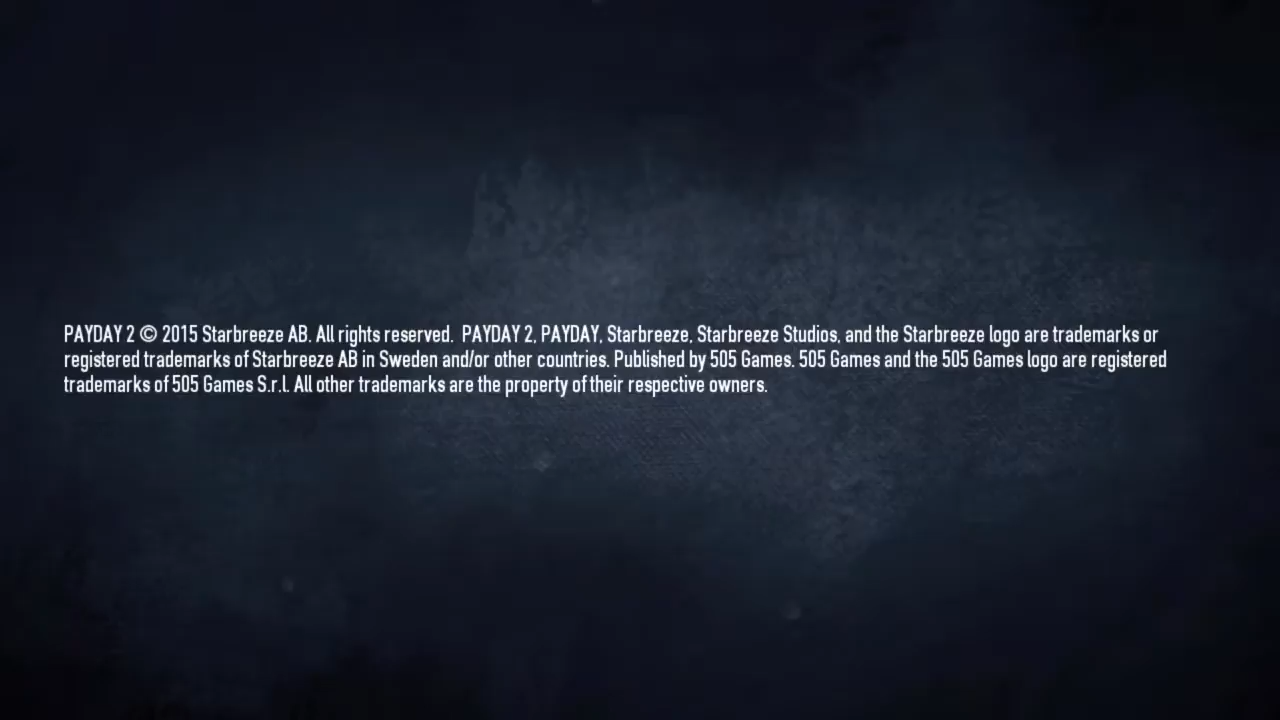 PAYDAY 2 © 2015 Starbreeze AB. All rights reserved.  PAYDAY 2, PAYDAY, Starbreeze, Starbreeze Studios, and the Starbreeze logo are trademarks or
registered trademarks of Starbreeze AB in Sweden and/or other countries. Published by 505 Games. 505 Games and the 505 Games logo are registered
trademarks of 505 Games S.r.l. All other trademarks are the property of their respective owners.